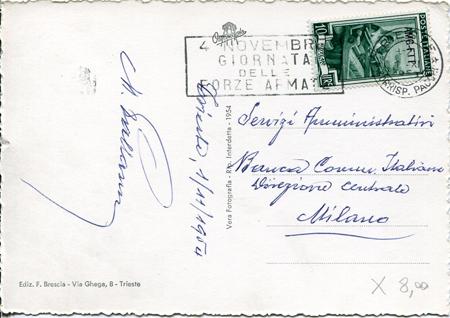 4 NOVEMBRE
GIORNATA
DELLE
FORZE ARMATE
10
POSTE ITALIANE
Trieste, 1/11/1954
Vera Fotografia - Rip. Interdetta - 1954
Servizi Amministrativi
Banca Comm. Italiana
Direzione Centrale
Milano
Ediz. F. Brescia - Via Ghega, 8 - Trieste
X 8,00